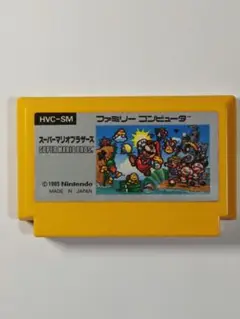 HVC-SM
ファミリー コンピュータ
スーパーマリオブラザーズ
SUPER MARIO BROS.
© 1985 Nintendo
MADE IN JAPAN